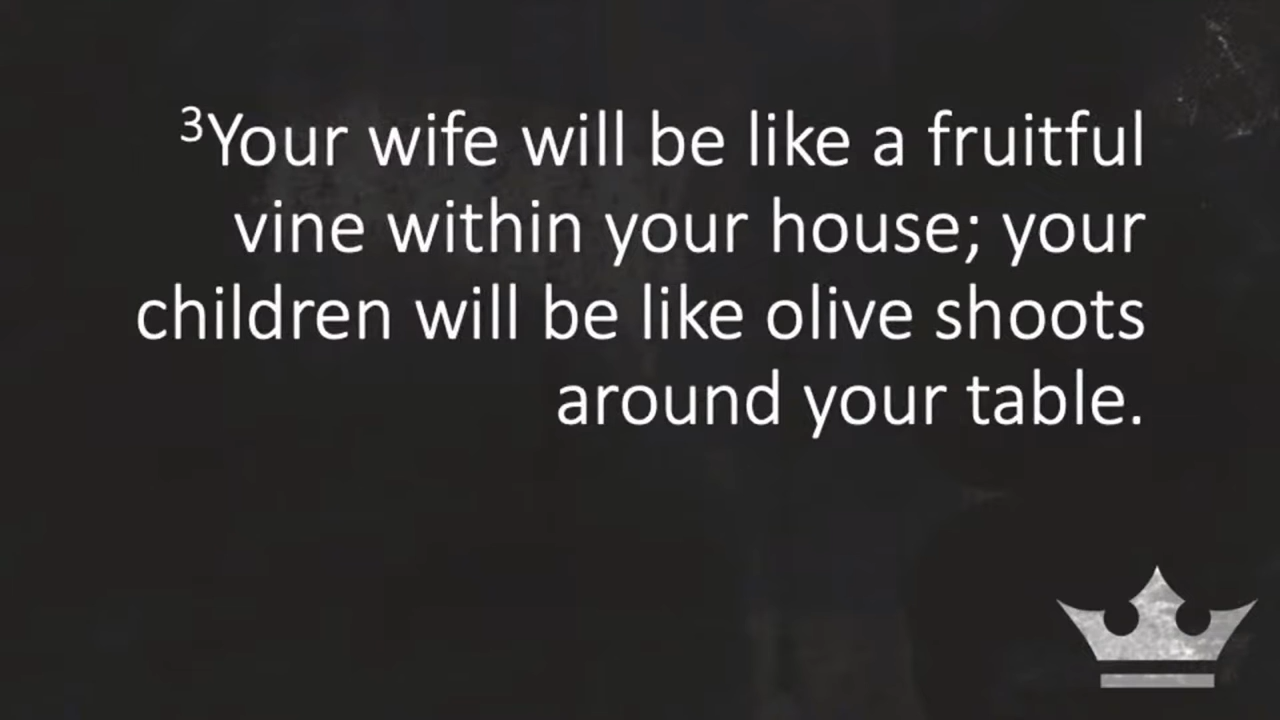 ³Your wife will be like a fruitful
vine within your house; your
children will be like olive shoots
around your table.